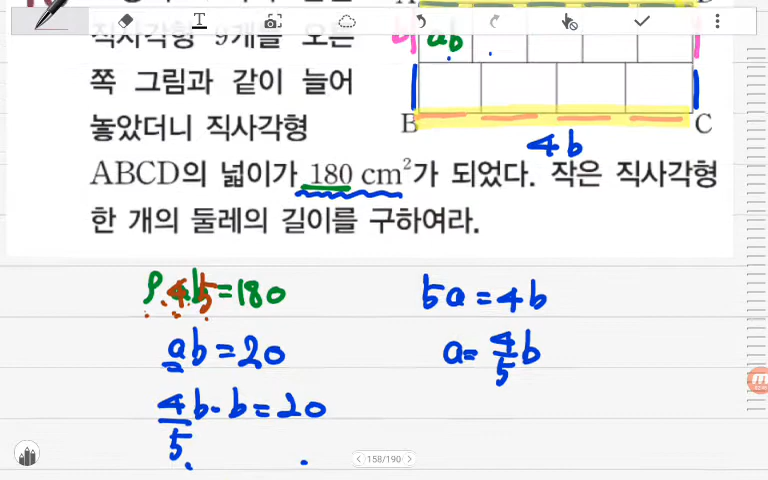 A D
직사각형 9개를 오른
ab
쪽 그림과 같이 늘어
놓았더니 직사각형
B C
4b
ABCD의 넓이가 180 cm²가 되었다. 작은 직사각형
한 개의 둘레의 길이를 구하여라.
9ab=180
5a=4b
ab=20
a=4/5b
4/5b·b=20
158/190